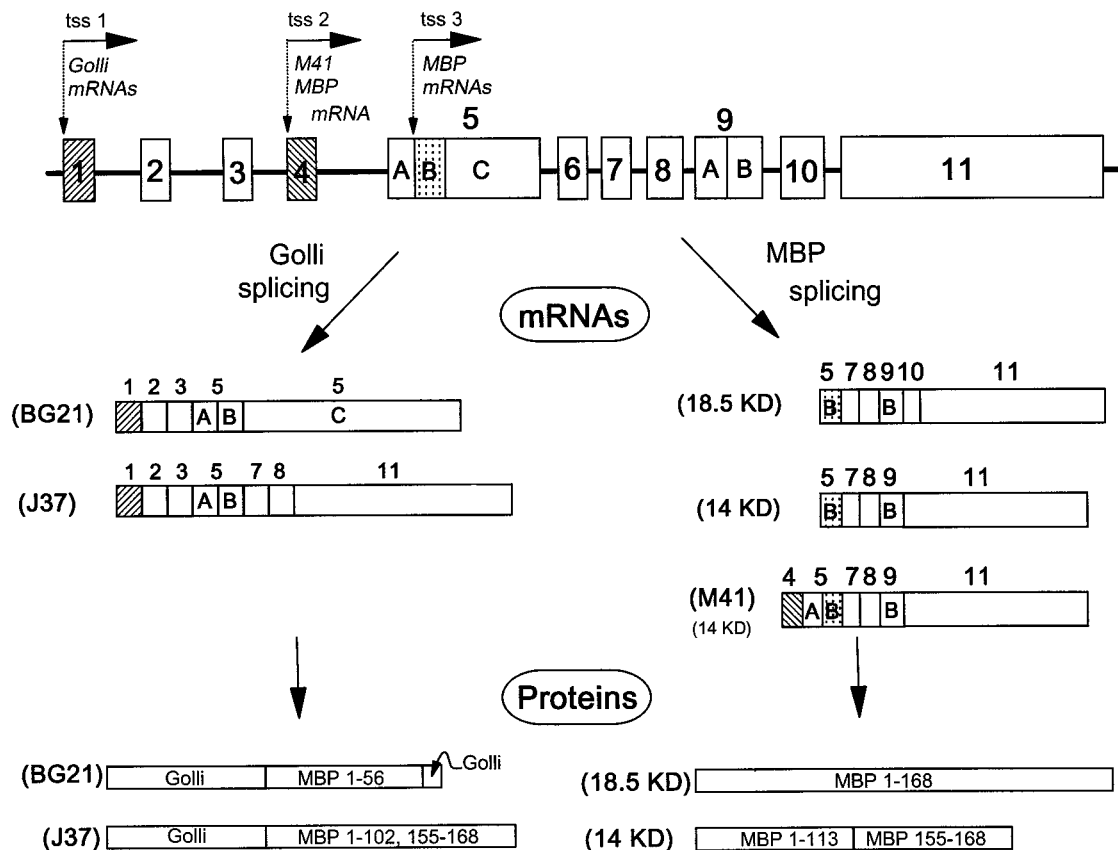 tss 1
tss 2
tss 3
Golli
mRNAs
M41
MBP
mRNA
MBP
mRNAs
5
9
1
2
3
4
A B C
6
7
8
A B
10
11
Golli
splicing
MBP
splicing
mRNAs
1 2 3 5 5
(BG21)
A B C
1 2 3 5 7 8 11
(J37)
A B
5 7 8 9 10 11
(18.5 KD)
B B
5 7 8 9 11
(14 KD)
B B
4 5 7 8 9 11
(M41)
(14 KD)
A B B
Proteins
(BG21)
Golli
MBP 1-56
Golli
(J37)
Golli
MBP 1-102, 155-168
(18.5 KD)
MBP 1-168
(14 KD)
MBP 1-113
MBP 155-168